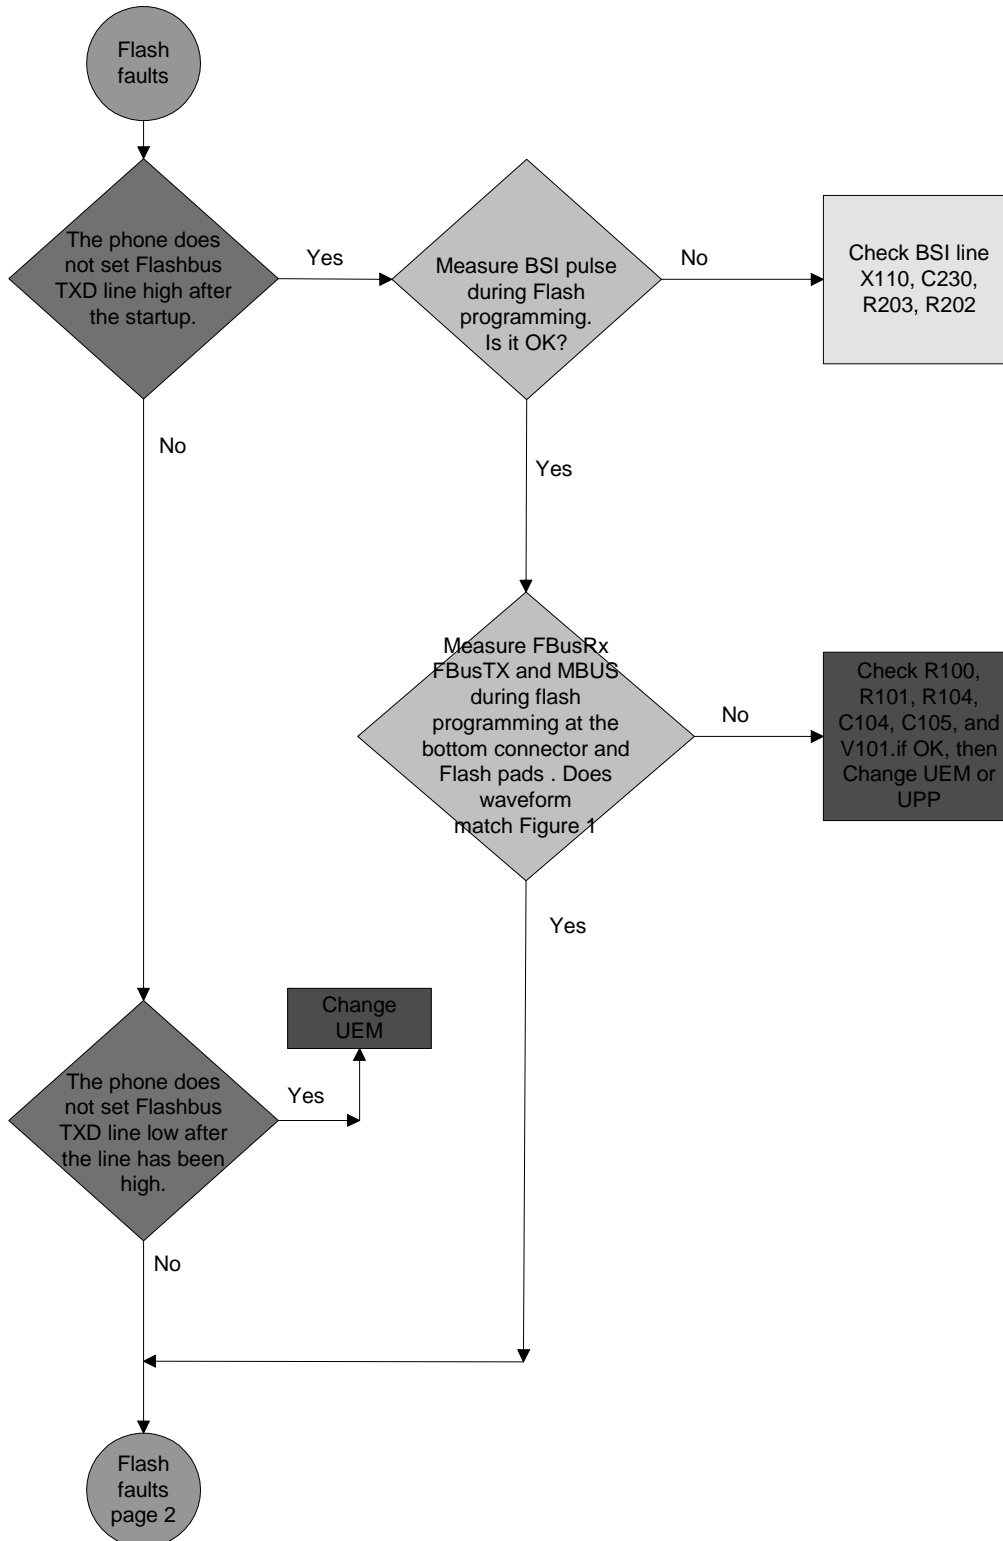 Flash
faults
The phone does
not set Flashbus
TXD line high after
the startup.
Yes
Measure BSI pulse
during Flash
programming.
Is it OK?
No
Check BSI line
X110, C230,
R203, R202
No
Yes
Measure FBusRx
FBusTX and MBUS
during flash
programming at the
bottom connector and
Flash pads . Does
waveform
match Figure 1
No
Check R100,
R101, R104,
C104, C105, and
V101.if OK, then
Change UEM or
UPP
Yes
Change
UEM
The phone does
not set Flashbus
TXD line low after
the line has been
high.
Yes
No
Flash
faults
page 2